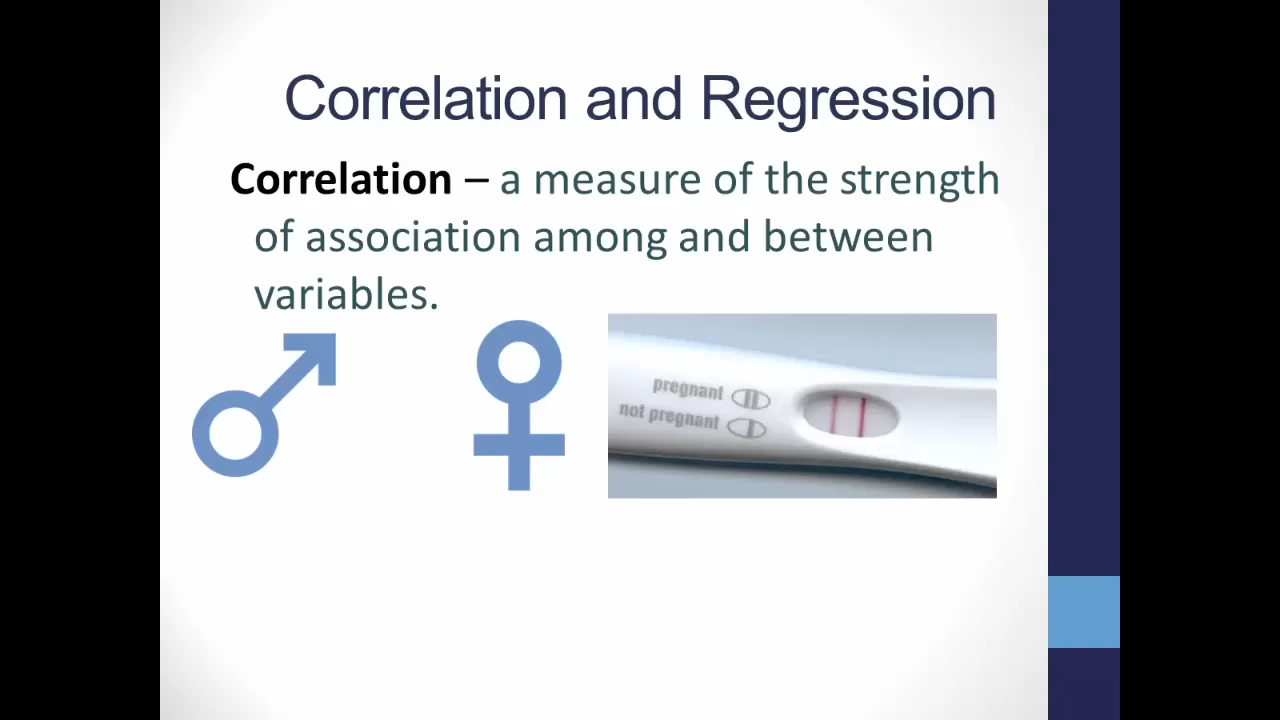 Correlation and Regression
Correlation – a measure of the strength
of association among and between
variables.
pregnant
not pregnant